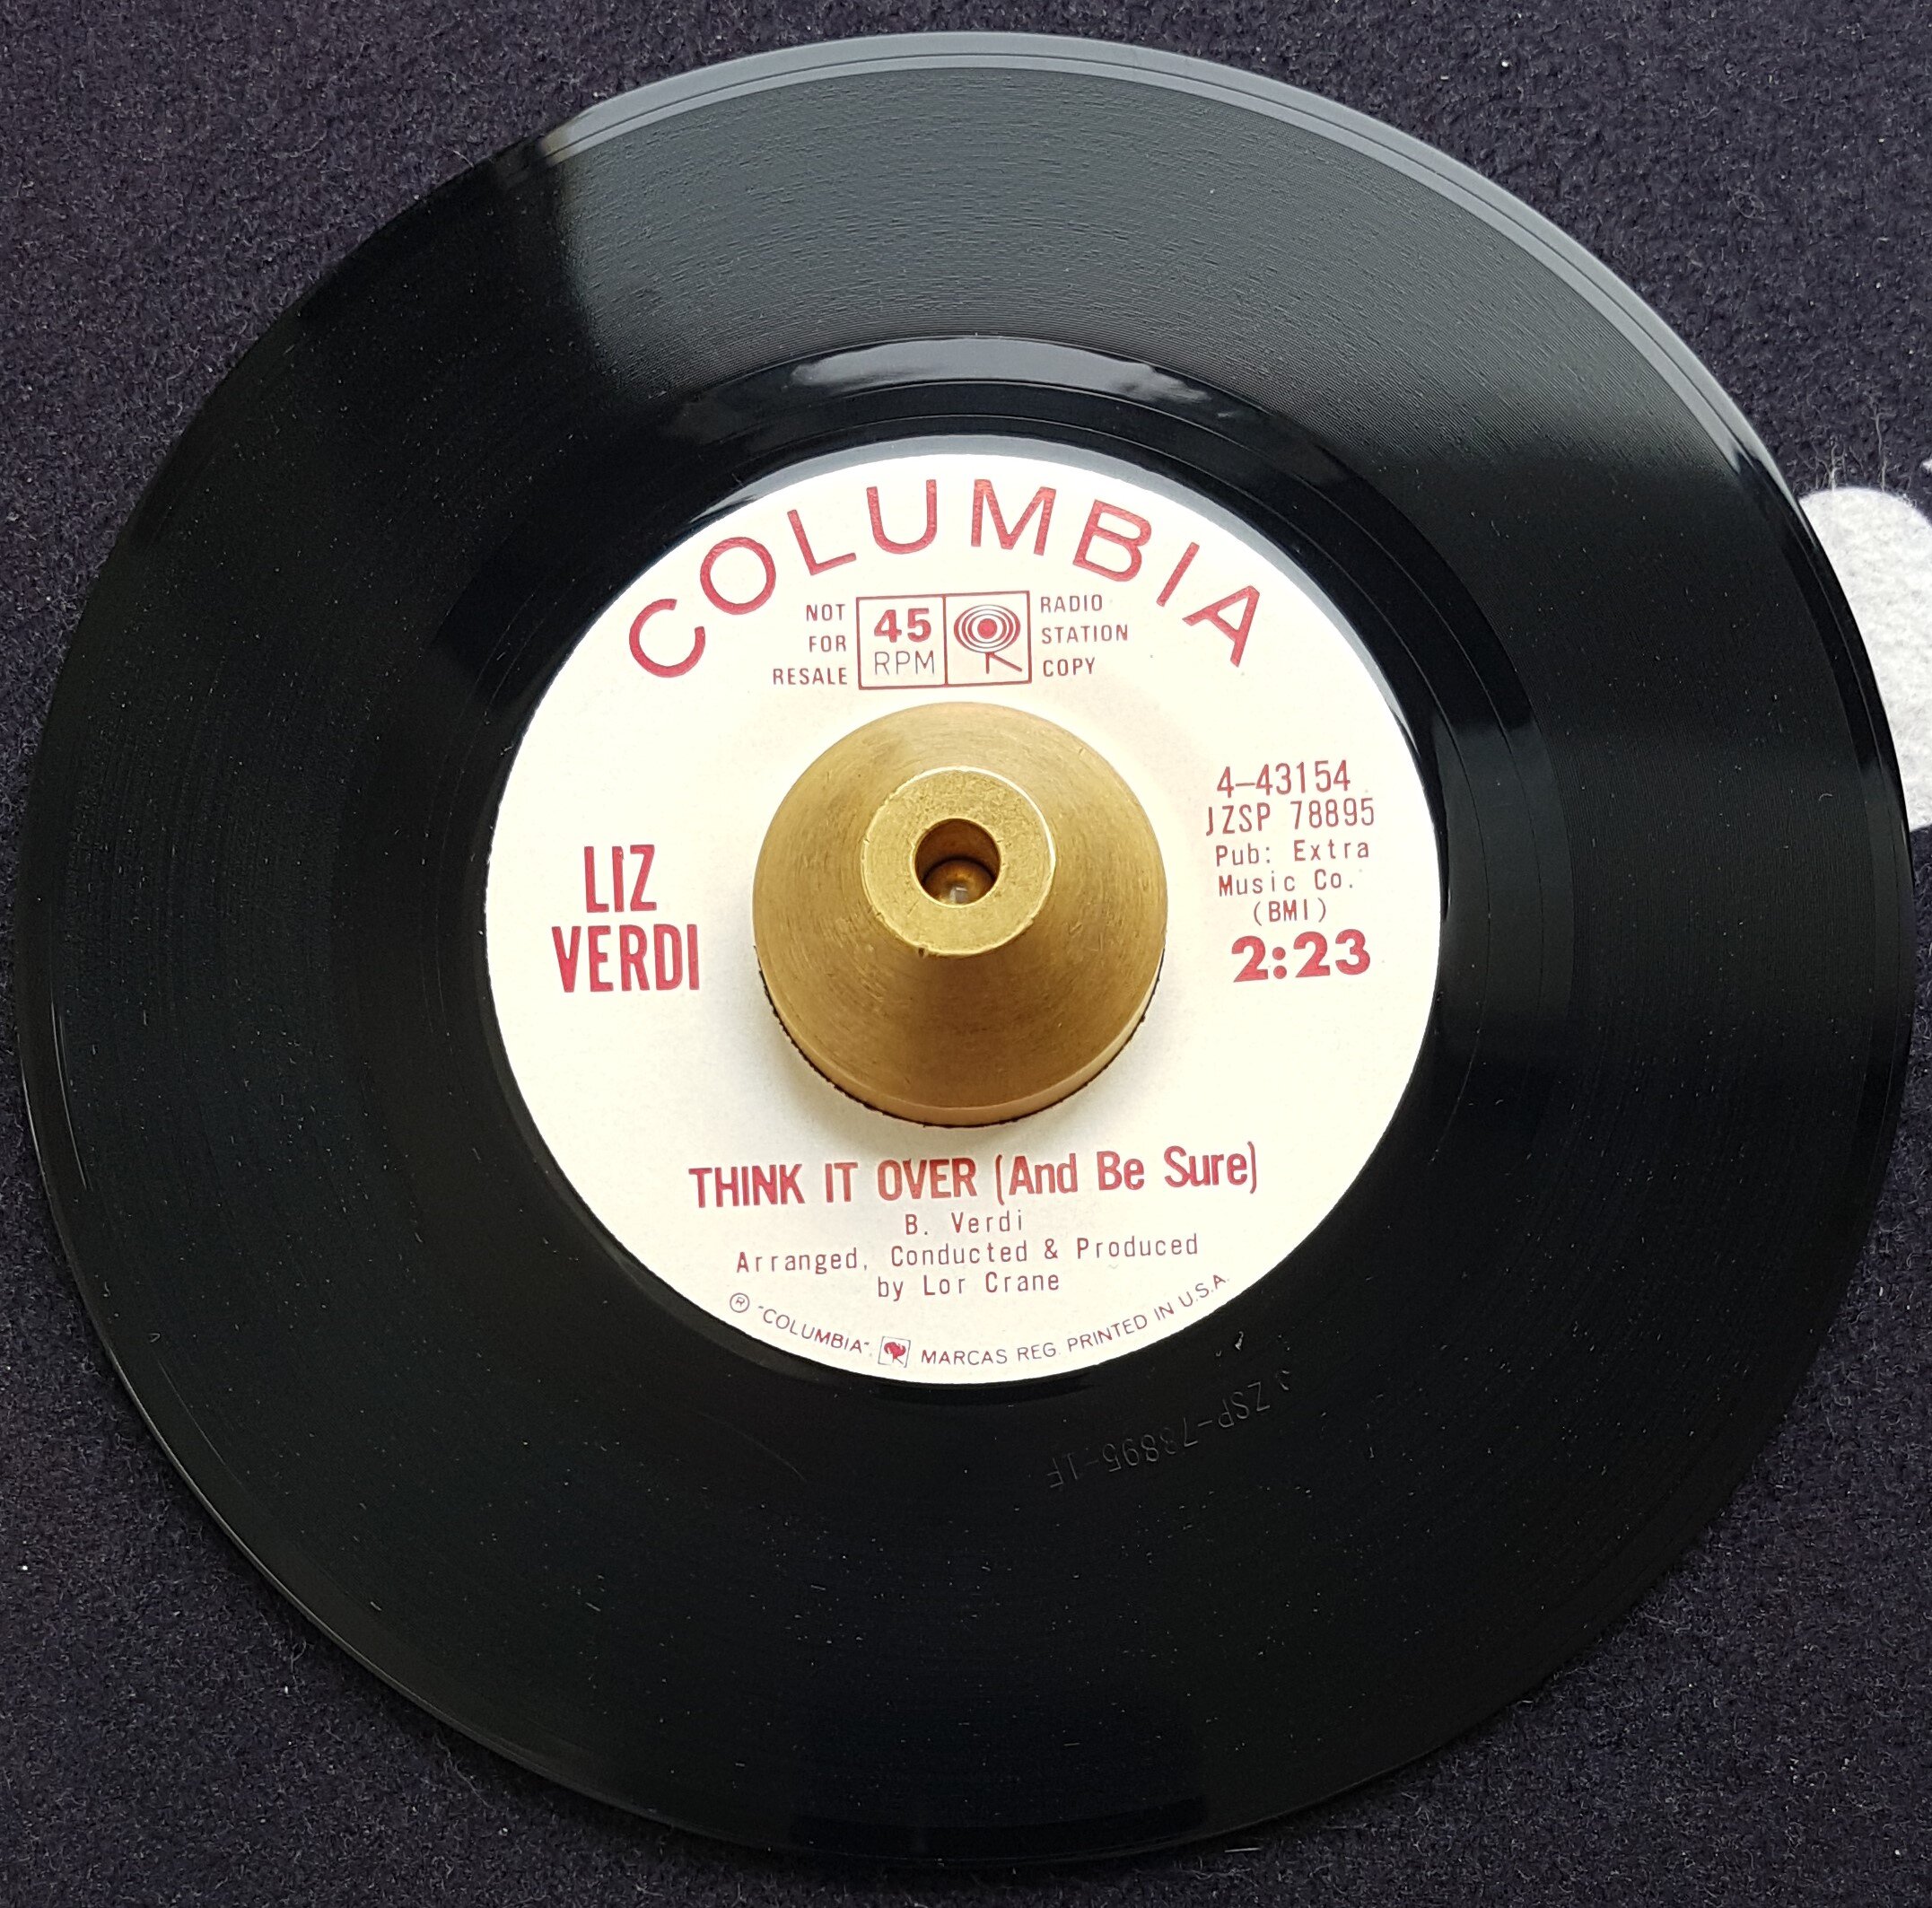 COLUMBIA
NOT
FOR
RESALE
45
RPM
RADIO
STATION
COPY
4–43154
JZSP 78895
Pub: Extra
Music Co.
(BMI)
2:23
LIZ
VERDI
THINK IT OVER (And Be Sure)
B. Verdi
Arranged, Conducted & Produced
by Lor Crane
® "COLUMBIA", MARCAS REG. PRINTED IN U.S.A.
JZSP-78895-1F